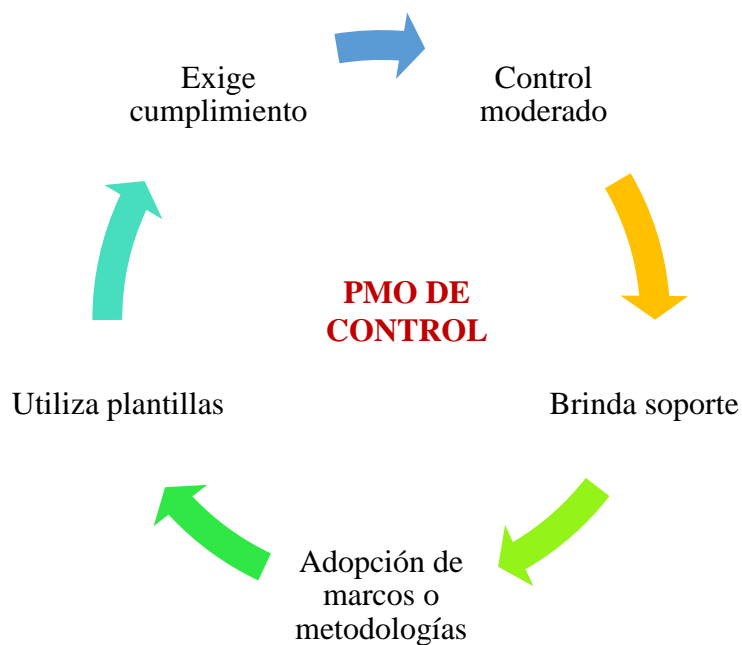 Exige
cumplimiento
Control
moderado
PMO DE
CONTROL
Utiliza plantillas
Brinda soporte
Adopción de
marcos o
metodologías